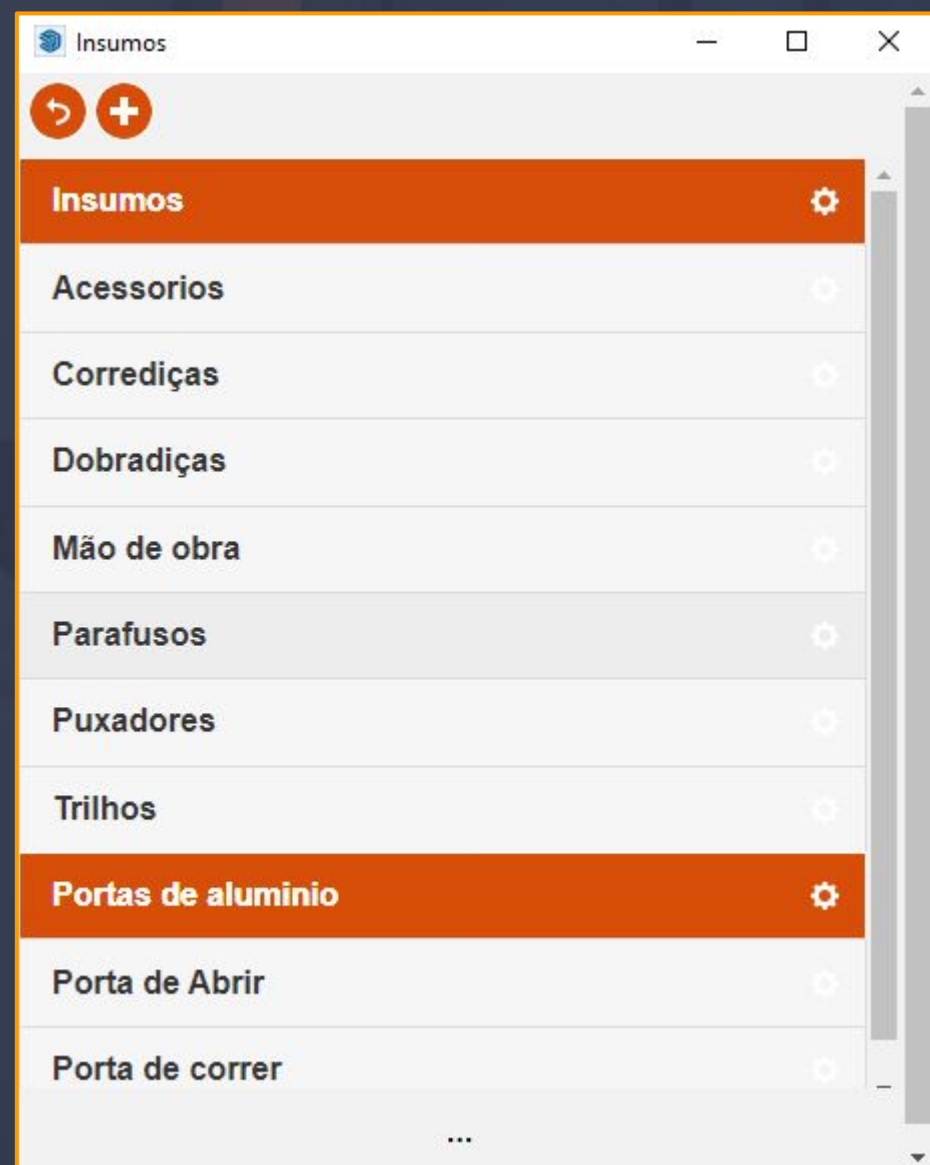 Insumos
Insumos
Acessorios
Corrediças
Dobradiças
Mão de obra
Parafusos
Puxadores
Trilhos
Portas de aluminio
Porta de Abrir
Porta de correr
...